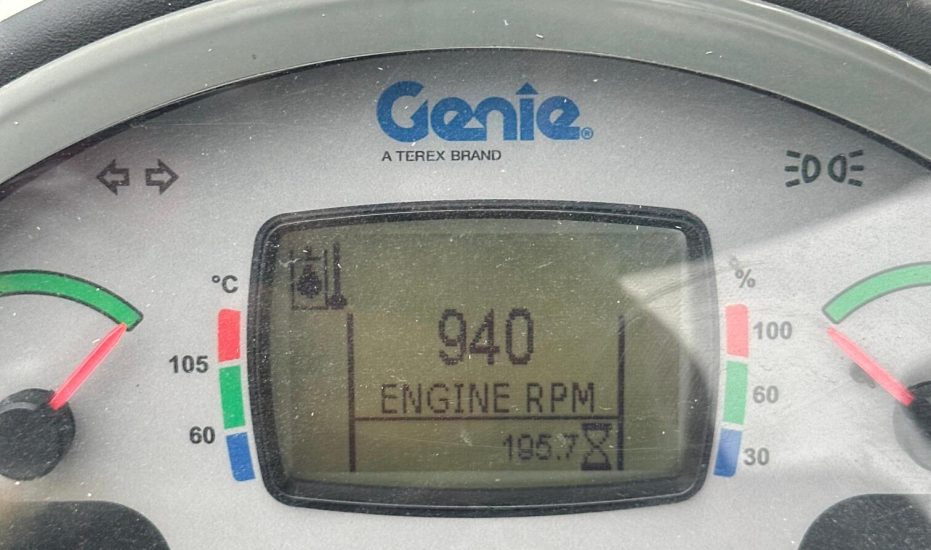 Genie®
A TEREX BRAND
°C
105
60
940
ENGINE RPM
195.7
%
100
60
30